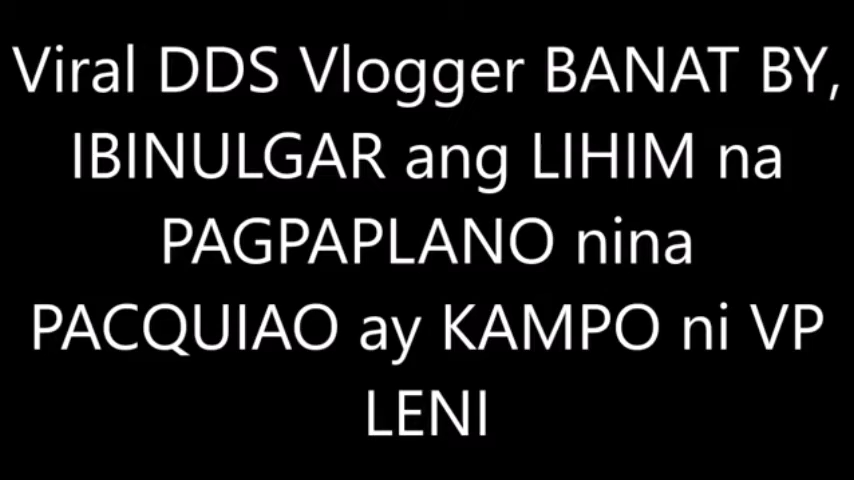 Viral DDS Vlogger BANAT BY,
IBINULGAR ang LIHIM na
PAGPAPLANO nina
PACQUIAO ay KAMPO ni VP
LENI